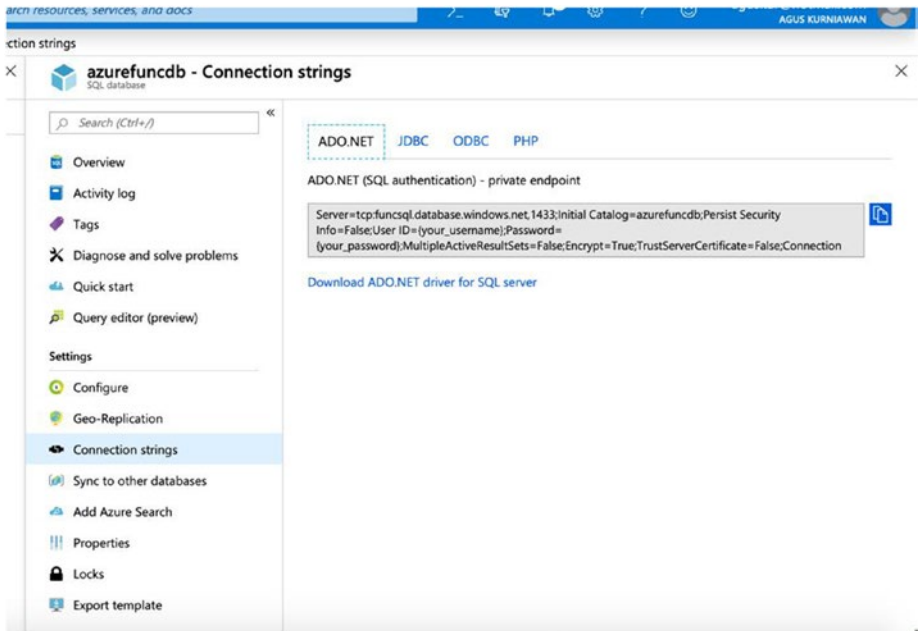 arch resources, services, and docs
AGUS KURNIAWAN
ction strings
azurefuncdb - Connection strings
SQL database
Search (Ctrl+/)
Overview
Activity log
Tags
Diagnose and solve problems
Quick start
Query editor (preview)
Settings
Configure
Geo-Replication
Connection strings
Sync to other databases
Add Azure Search
Properties
Locks
Export template
ADO.NET JDBC ODBC PHP
ADO.NET (SQL authentication) - private endpoint
Server=tcp:funcsql.database.windows.net,1433;Initial Catalog=azurefuncdb;Persist Security
Info=False;User ID={your_username};Password=
{your_password};MultipleActiveResultSets=False;Encrypt=True;TrustServerCertificate=False;Connection
Download ADO.NET driver for SQL server